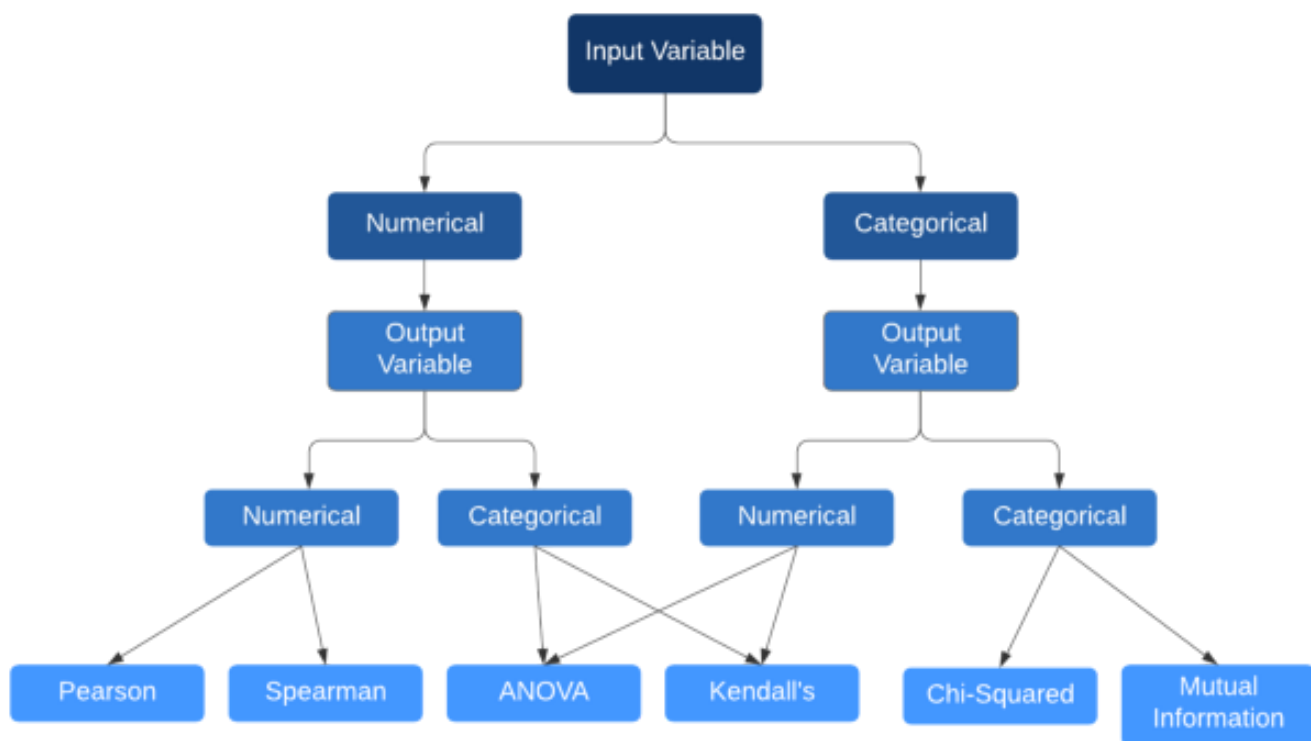 Input Variable
Numerical
Categorical
Output
Variable
Output
Variable
Numerical
Categorical
Numerical
Categorical
Pearson
Spearman
ANOVA
Kendall's
Chi-Squared
Mutual
Information